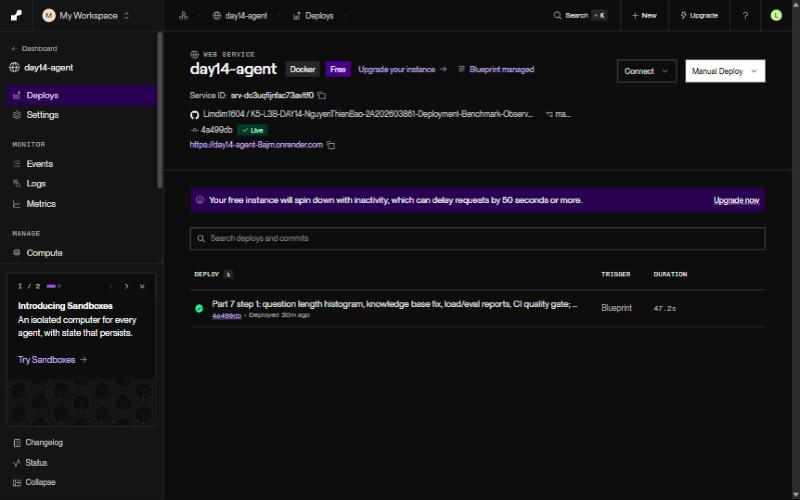 M My Workspace
day14-agent
Deploys
Search ^ K
+ New
Upgrade
?
L
← Dashboard
day14-agent
Deploys
Settings
MONITOR
Events
Logs
Metrics
MANAGE
Compute
1 / 2
Introducing Sandboxes
An isolated computer for every
agent, with state that persists.
Try Sandboxes →
Changelog
Status
Collapse
WEB SERVICE
day14-agent Docker Free Upgrade your instance → Blueprint managed
Connect
Manual Deploy
Service ID:
Limdim1604 / K5-L3B-DAY14-NguyenThienBao-2A202603861-Deployment-Benchmark-Observ... ma...
4a499db ✓ Live
https://day14-agent-8ajm.onrender.com
Your free instance will spin down with inactivity, which can delay requests by 50 seconds or more.
Upgrade now
Search deploys and commits
DEPLOY 1 TRIGGER DURATION
Part 7 step 1: question length histogram, knowledge base fix, load/eval reports, CI quality gate; ...
4a499db • Deployed 30m ago
Blueprint
47.2s